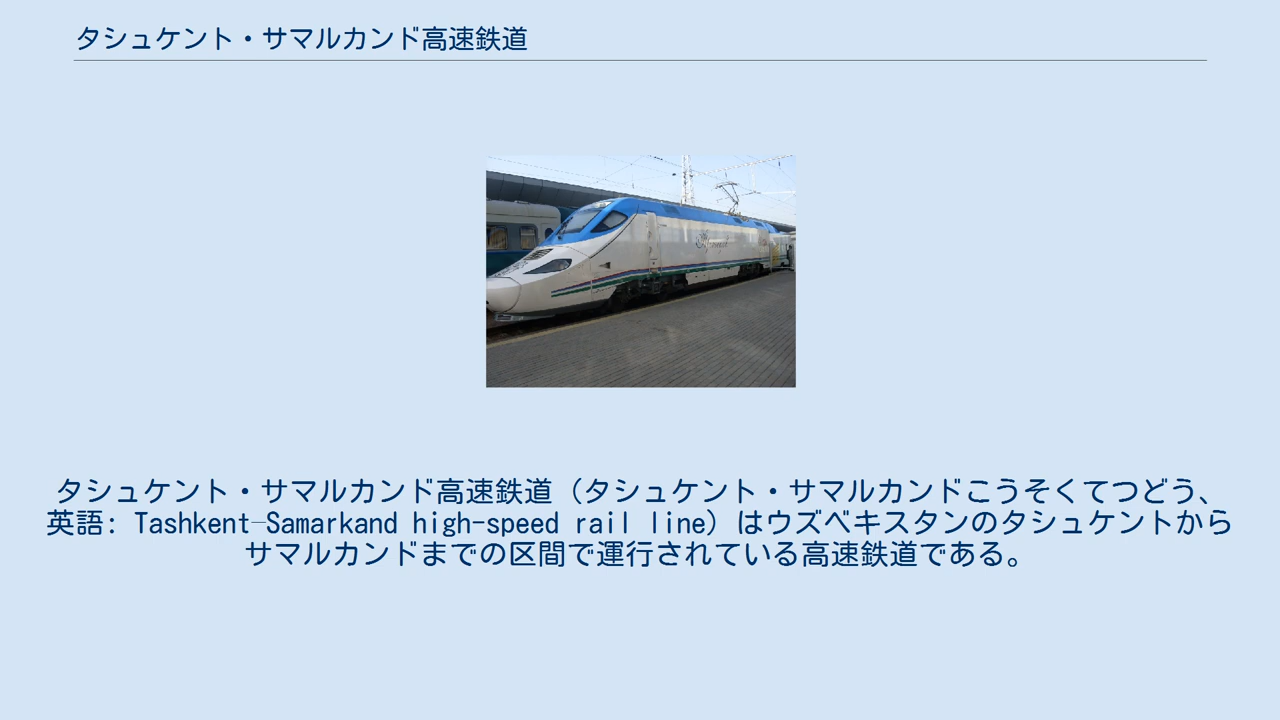 タシュケント・サマルカンド高速鉄道
タシュケント・サマルカンド高速鉄道（タシュケント・サマルカンドこうそくてつどう、
英語: Tashkent–Samarkand high-speed rail line）はウズベキスタンのタシュケントから
サマルカンドまでの区間で運行されている高速鉄道である。